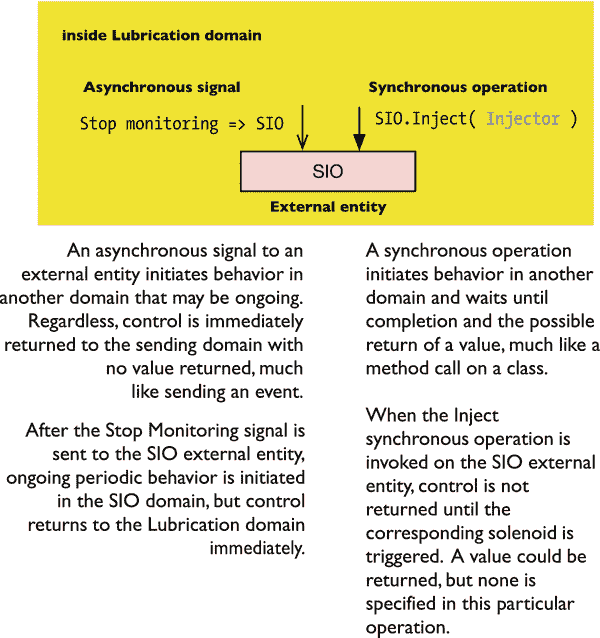 inside Lubrication domain
Asynchronous signal
Stop monitoring => SIO
Synchronous operation
SIO.Inject( Injector )
SIO
External entity
An asynchronous signal to an
external entity initiates behavior in
another domain that may be ongoing.
Regardless, control is immediately
returned to the sending domain with
no value returned, much
like sending an event.
After the Stop Monitoring signal is
sent to the SIO external entity,
ongoing periodic behavior is initiated
in the SIO domain, but control
returns to the Lubrication domain
immediately.
A synchronous operation
initiates behavior in another
domain and waits until
completion and the possible
return of a value, much like a
method call on a class.
When the Inject
synchronous operation is
invoked on the SIO external
entity, control is not
returned until the
corresponding solenoid is
triggered. A value could be
returned, but none is
specified in this particular
operation.